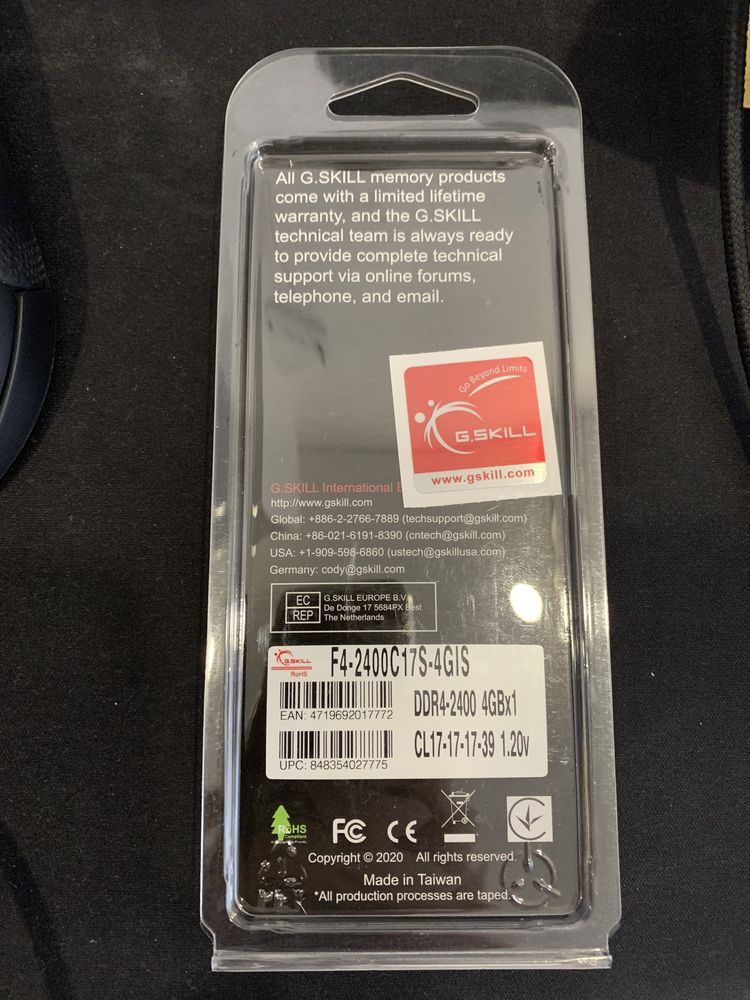 All G.SKILL memory products
come with a limited lifetime
warranty, and the G.SKILL
technical team is always ready
to provide complete technical
support via online forums,
telephone, and email.
Go Beyond Limits
G.SKILL
www.gskill.com
G.SKILL International
http://www.gskill.com
Global: +886-2-2766-7889 (techsupport@gskill.com)
China: +86-021-6191-8390 (cntech@gskill.com)
USA: +1-909-598-6860 (ustech@gskillusa.com)
Germany: cody@gskill.com
EC
REP
G.SKILL EUROPE B.V.
De Donge 17 5684PX Best
The Netherlands
G.SKILL
RoHS
F4-2400C17S-4GIS
EAN: 4719692017772
DDR4-2400 4GBx1
UPC: 848354027775
CL17-17-17-39 1.20v
RoHS
Compliant
FC
CE
Copyright © 2020 All rights reserved.
Made in Taiwan
*All production processes are taped.